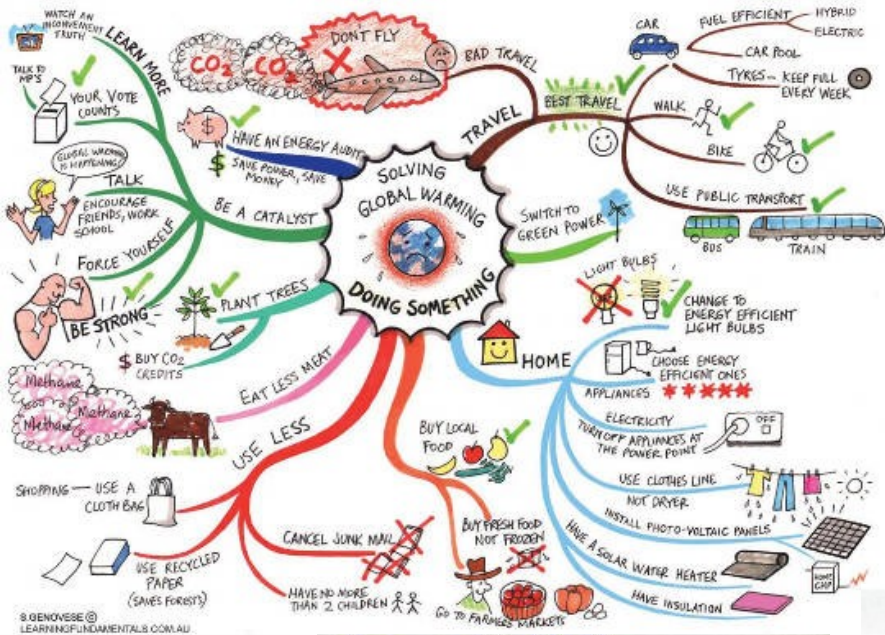 SOLVING
GLOBAL WARMING
DOING SOMETHING
TRAVEL
BAD TRAVEL
DON'T FLY
CO2
CO2
BEST TRAVEL
CAR
FUEL EFFICIENT
HYBRID
ELECTRIC
CAR POOL
TYRES - KEEP FULL
EVERY WEEK
WALK
BIKE
USE PUBLIC TRANSPORT
BUS
TRAIN
SWITCH TO
GREEN POWER
HOME
LIGHT BULBS
CHANGE TO
ENERGY EFFICIENT
LIGHT BULBS
CHOOSE ENERGY
EFFICIENT ONES
APPLIANCES
ELECTRICITY
TURN OFF APPLIANCES AT
THE POWER POINT
OFF
USE CLOTHES LINE
NOT DRYER
INSTALL PHOTO-VOLTAIC PANELS
HAVE A SOLAR WATER HEATER
HAVE INSULATION
BUY LOCAL
FOOD
BUY FRESH FOOD
NOT FROZEN
GO TO FARMERS MARKETS
USE LESS
SHOPPING - USE A
CLOTH BAG
USE RECYCLED
PAPER
(SAVES FORESTS)
CANCEL JUNK MAIL
HAVE NO MORE
THAN 2 CHILDREN
EAT LESS MEAT
Methane
Methane
Methane
PLANT TREES
$ BUY CO2
CREDITS
BE A CATALYST
LEARN MORE
WATCH AN
INCONVENIENT
TRUTH
TALK TO
MP'S
YOUR VOTE
COUNTS
GLOBAL WARMING
IS HAPPENING!
TALK
ENCOURAGE
FRIENDS, WORK
SCHOOL
FORCE YOURSELF
BE STRONG
HAVE AN ENERGY AUDIT
$ SAVE POWER, SAVE
MONEY
S.GENOVESE ©
LEARNINGFUNDAMENTALS.COM.AU